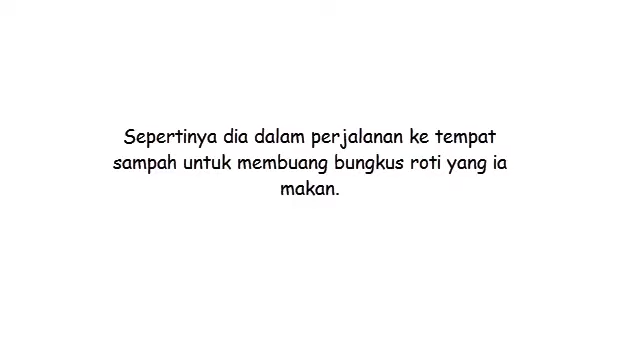 Sepertinya dia dalam perjalanan ke tempat
sampah untuk membuang bungkus roti yang ia
makan.